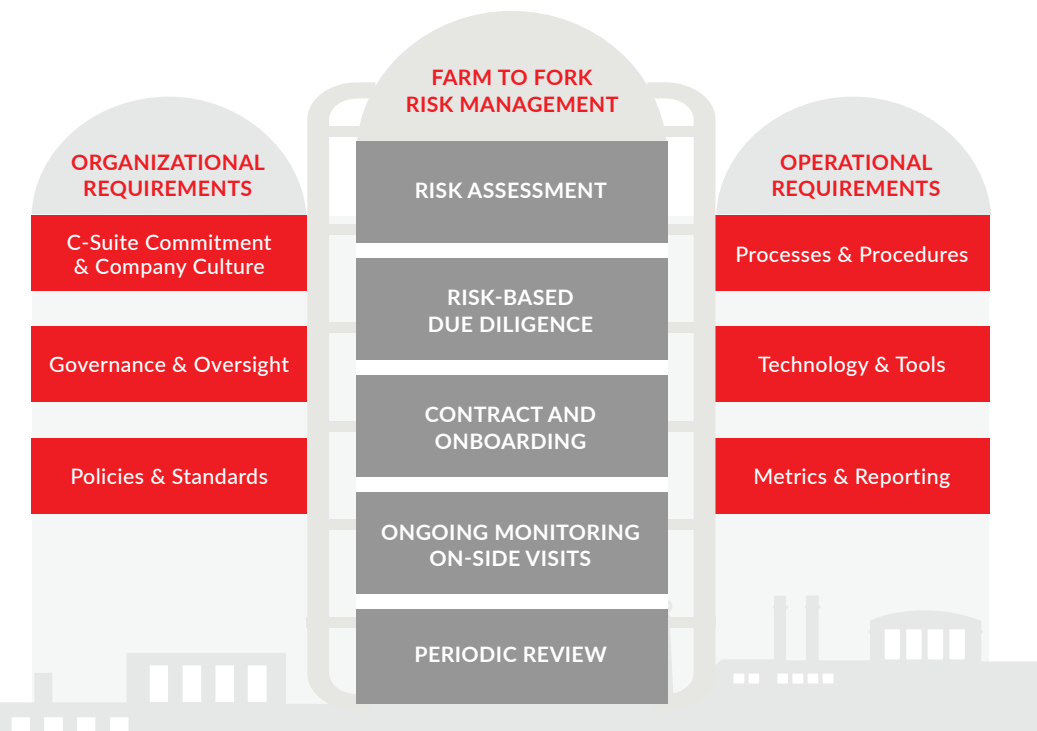 FARM TO FORK
RISK MANAGEMENT
ORGANIZATIONAL
REQUIREMENTS
C-Suite Commitment
& Company Culture
Governance & Oversight
Policies & Standards
RISK ASSESSMENT
RISK-BASED
DUE DILIGENCE
CONTRACT AND
ONBOARDING
ONGOING MONITORING
ON-SIDE VISITS
PERIODIC REVIEW
OPERATIONAL
REQUIREMENTS
Processes & Procedures
Technology & Tools
Metrics & Reporting